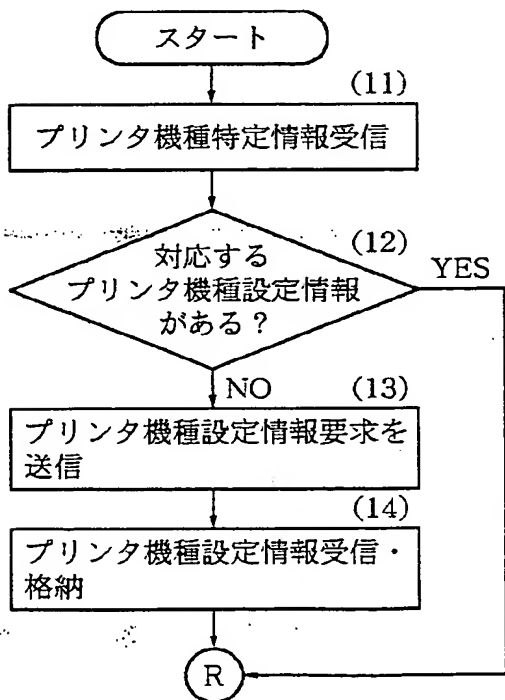 スタート
(11)
プリンタ機種特定情報受信
(12)
対応する
プリンタ機種設定情報
がある？
YES
NO
(13)
プリンタ機種設定情報要求を
送信
(14)
プリンタ機種設定情報受信・
格納
R